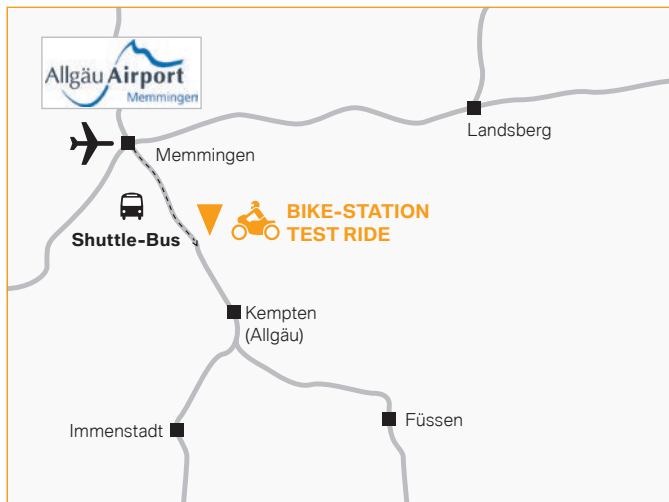 Allgäu Airport
Memmingen
Memmingen
Landsberg
Shuttle-Bus
BIKE-STATION
TEST RIDE
Kempten
(Allgäu)
Immenstadt
Füssen